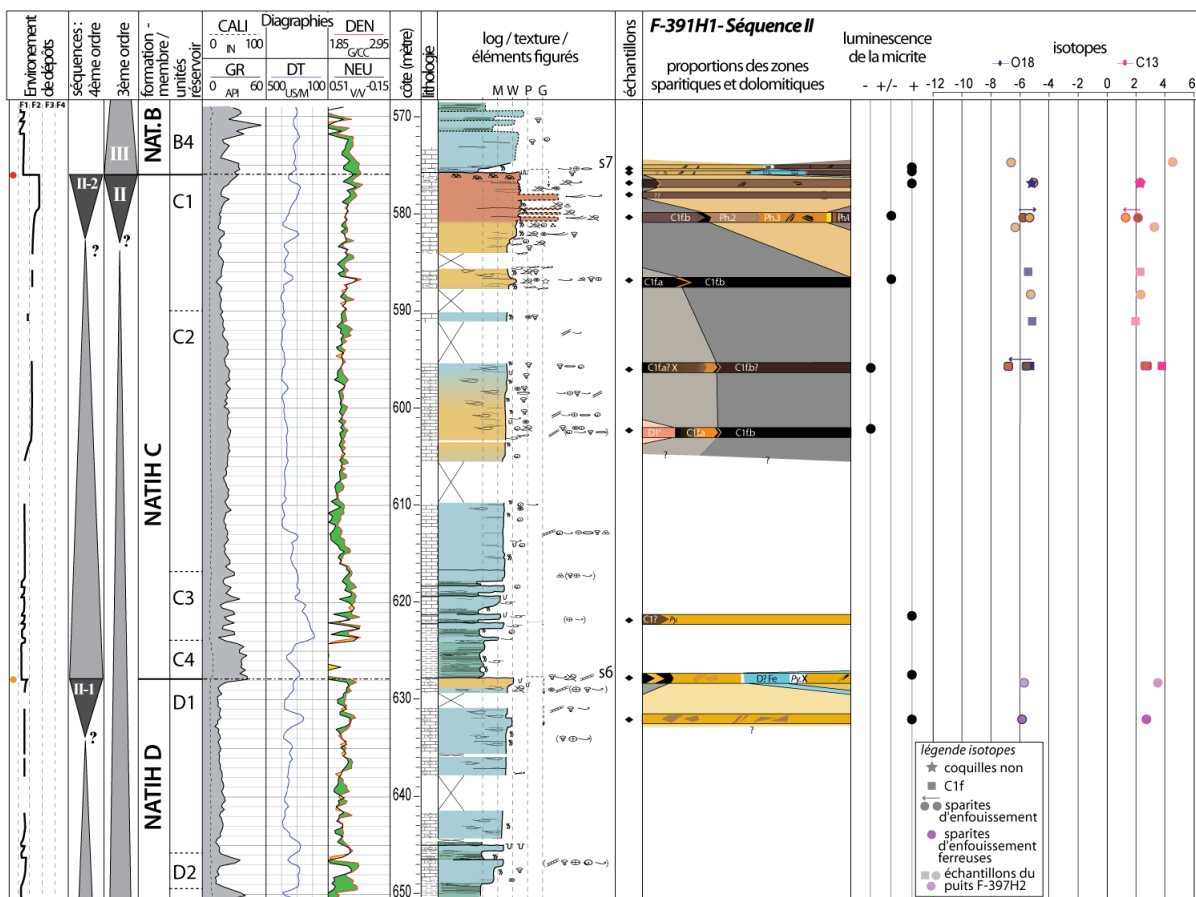 Environement de dépôts
F1 F2 F3 F4
séquences :
4ème ordre
3ème ordre
formation - membre /
unités réservoir
Diagraphies
CALI
0 IN 100
GR
0 API 60
DT
500 US/M 100
DEN
1.85 G/CC 2.95
NEU
0.51 V/V -0.15
côte (mètre)
lithologie
log / texture /
éléments figurés
M W P G
échantillons
F-391H1- Séquence II
proportions des zones
sparitiques et dolomitiques
luminescence
de la micrite
- +/- +
isotopes
O18
C13
-12 -10 -8 -6 -4 -2 0 2 4 6
NAT.B
B4
III
570
s7
II-2
II
C1
580
C1f.b
Ph.2
Ph.3
Ph4
??
?
?
C1f.a
C1f.b
590
C2
C1f.a? X
C1f.b?
600
D1'
C1f.a
C1f.b
?
?
NATIH C
610
C3
620
C1?
Py.
C4
s6
II-1
D? Fe
Py.X
D1
630
?
?
NATIH D
640
D2
650
légende isotopes
coquilles non
C1f
sparites
d'enfouissement
sparites
d'enfouissement
ferreuses
échantillons du
puits F-397H2